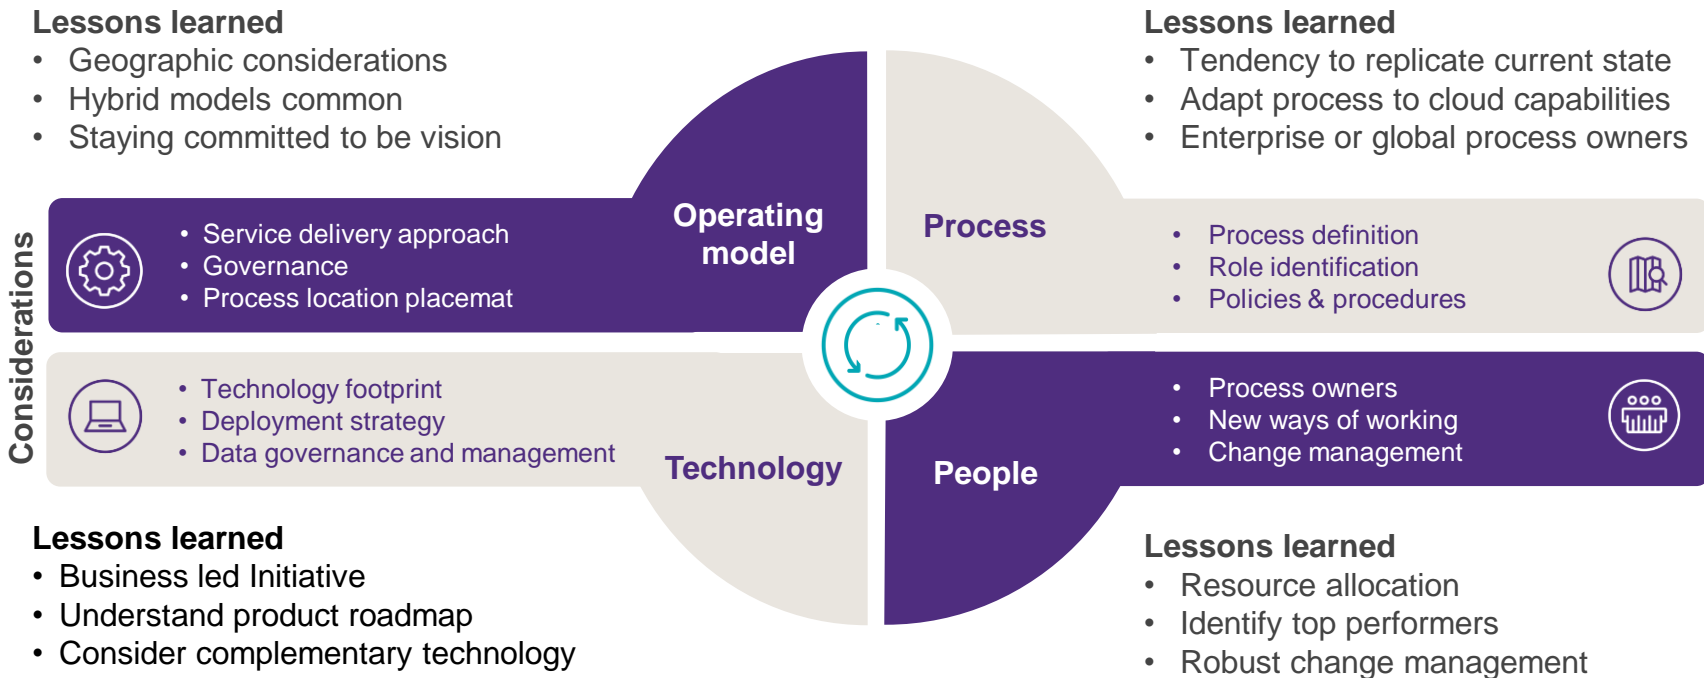 Lessons learned
• Geographic considerations
• Hybrid models common
• Staying committed to be vision
Lessons learned
• Tendency to replicate current state
• Adapt process to cloud capabilities
• Enterprise or global process owners
Considerations
• Service delivery approach
• Governance
• Process location placemat
Operating
model
Process
• Process definition
• Role identification
• Policies & procedures
• Technology footprint
• Deployment strategy
• Data governance and management
Technology
People
• Process owners
• New ways of working
• Change management
Lessons learned
• Business led Initiative
• Understand product roadmap
• Consider complementary technology
Lessons learned
• Resource allocation
• Identify top performers
• Robust change management